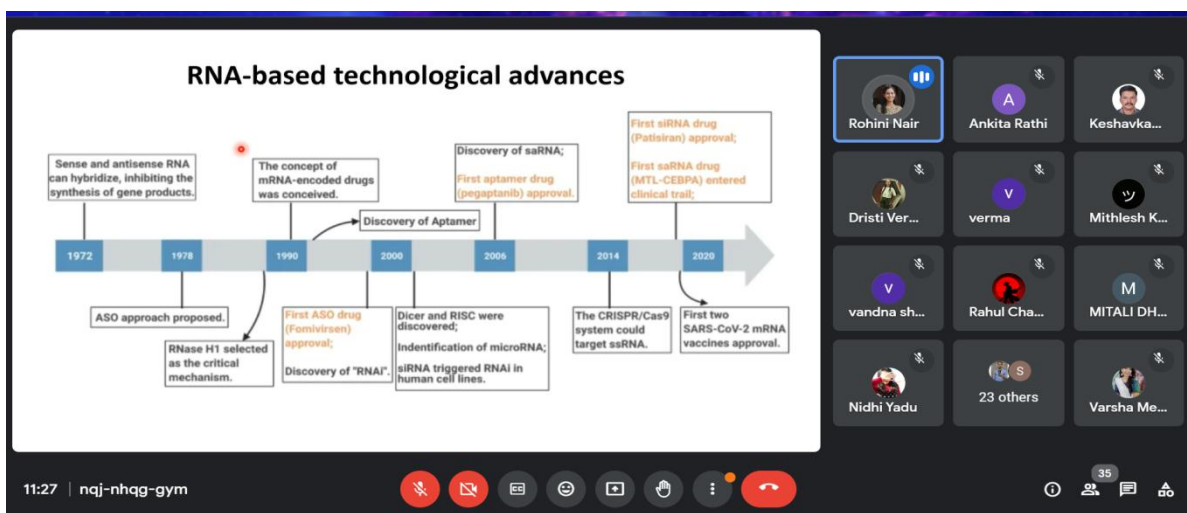 RNA-based technological advances
Sense and antisense RNA
can hybridize, inhibiting the
synthesis of gene products.
The concept of
mRNA-encoded drugs
was conceived.
Discovery of Aptamer
Discovery of saRNA;
First aptamer drug
(pegaptanib) approval.
First siRNA drug
(Patisiran) approval;
First saRNA drug
(MTL-CEBPA) entered
clinical trail;
1972
1978
1990
2000
2006
2014
2020
ASO approach proposed.
RNase H1 selected
as the critical
mechanism.
First ASO drug
(Fomivirsen)
approval;
Discovery of "RNAi".
Dicer and RISC were
discovered;
Indentification of microRNA;
siRNA triggered RNAi in
human cell lines.
The CRISPR/Cas9
system could
target ssRNA.
First two
SARS-CoV-2 mRNA
vaccines approval.
Rohini Nair
A
Ankita Rathi
Keshavka...
Dristi Ver...
v
verma
ツ
Mithlesh K...
v
vandna sh...
Rahul Cha...
M
MITALI DH...
Nidhi Yadu
S
23 others
Varsha Me...
11:27 | nqj-nhqg-gym
CC
35